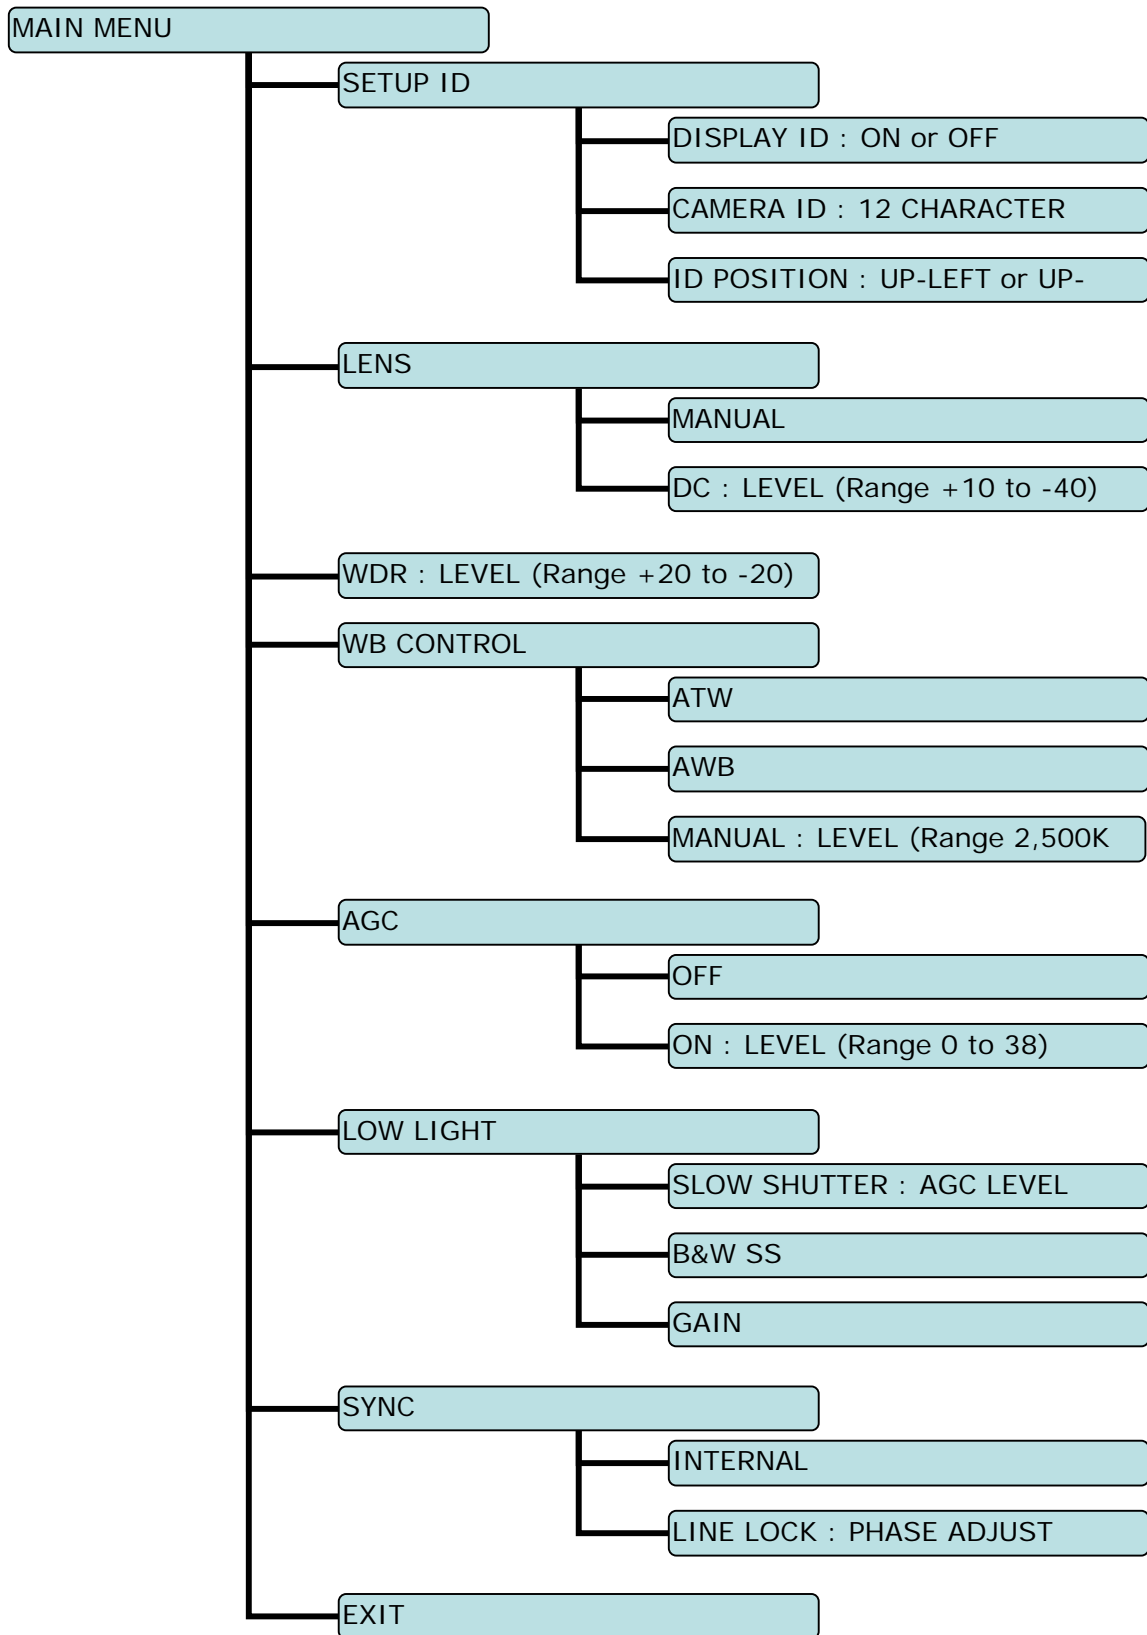 MAIN MENU
SETUP ID
DISPLAY ID : ON or OFF
CAMERA ID : 12 CHARACTER
ID POSITION : UP-LEFT or UP-
LENS
MANUAL
DC : LEVEL (Range +10 to -40)
WDR : LEVEL (Range +20 to -20)
WB CONTROL
ATW
AWB
MANUAL : LEVEL (Range 2,500K
AGC
OFF
ON : LEVEL (Range 0 to 38)
LOW LIGHT
SLOW SHUTTER : AGC LEVEL
B&W SS
GAIN
SYNC
INTERNAL
LINE LOCK : PHASE ADJUST
EXIT